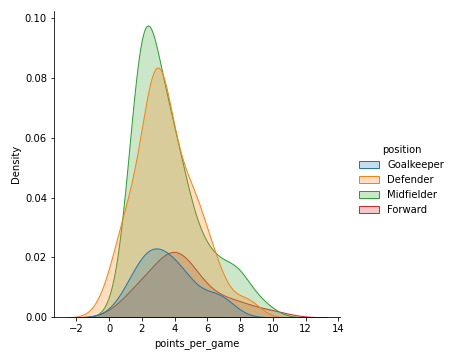 0.10
0.08
0.06
0.04
0.02
0.00
Density
−2 0 2 4 6 8 10 12 14
points_per_game
position
Goalkeeper
Defender
Midfielder
Forward